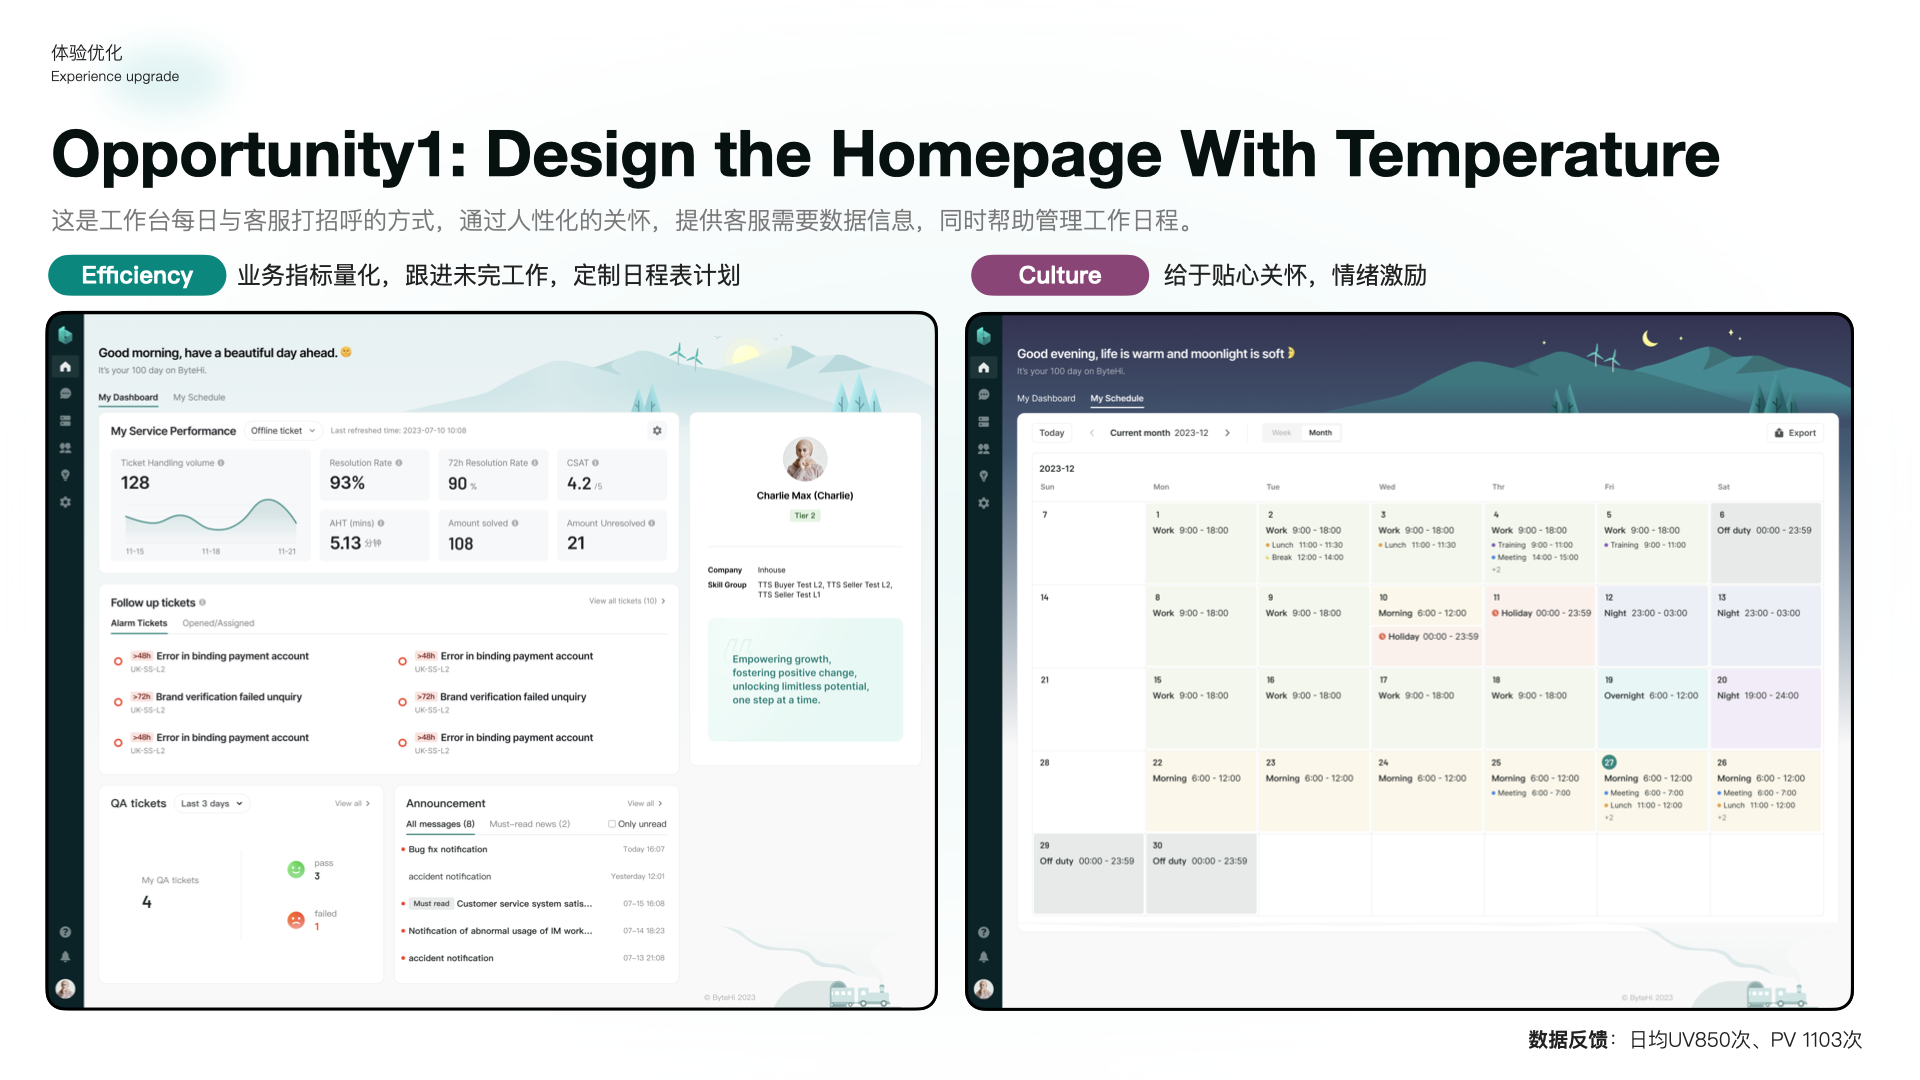 体验优化
Experience upgrade
Opportunity1: Design the Homepage With Temperature
这是工作台每日与客服打招呼的方式，通过人性化的关怀，提供客服需要数据信息，同时帮助管理工作日程。
Efficiency 业务指标量化，跟进未完工作，定制日程表计划
Good morning, have a beautiful day ahead.
It's your 100 day on ByteHi.
My Dashboard My Schedule
My Service Performance Offline ticket Last refreshed time: 2023-07-10 10:08
Ticket Handling volume
128
11-15 11-18 11-21
Resolution Rate
93%
72h Resolution Rate
90 %
CSAT
4.2 /5
AHT (mins)
5.13 分钟
Amount solved
108
Amount Unresolved
21
Charlie Max (Charlie)
Tier 2
Company Inhouse
Skill Group TTS Buyer Test L2, TTS Seller Test L2,
TTS Seller Test L1
Empowering growth,
fostering positive change,
unlocking limitless potential,
one step at a time.
Follow up tickets View all tickets (10)
Alarm Tickets Opened/Assigned
>48h Error in binding payment account
UK-SS-L2
>48h Error in binding payment account
UK-SS-L2
>72h Brand verification failed unquiry
UK-SS-L2
>72h Brand verification failed unquiry
UK-SS-L2
>48h Error in binding payment account
UK-SS-L2
>48h Error in binding payment account
UK-SS-L2
QA tickets Last 3 days View all
My QA tickets
4
pass
3
failed
1
Announcement View all
All messages (8) Must-read news (2) Only unread
Bug fix notification Today 16:07
accident notification Yesterday 12:01
Must read Customer service system satis... 07-15 16:08
Notification of abnormal usage of IM work... 07-14 18:23
accident notification 07-13 21:08
© ByteHi 2023
Culture 给于贴心关怀，情绪激励
Good evening, life is warm and moonlight is soft
It's your 100 day on ByteHi.
My Dashboard My Schedule
Today Current month 2023-12 Week Month Export
2023-12
Sun Mon Tue Wed Thr Fri Sat
7
1
Work 9:00 - 18:00
2
Work 9:00 - 18:00
Lunch 11:00 - 11:30
Break 12:00 - 14:00
3
Work 9:00 - 18:00
Lunch 11:00 - 11:30
4
Work 9:00 - 18:00
Training 9:00 - 11:00
Meeting 14:00 - 15:00
+2
5
Work 9:00 - 18:00
Training 9:00 - 11:00
6
Off duty 00:00 - 23:59
14
8
Work 9:00 - 18:00
9
Work 9:00 - 18:00
10
Morning 6:00 - 12:00
Holiday 00:00 - 23:59
11
Holiday 00:00 - 23:59
12
Night 23:00 - 03:00
13
Night 23:00 - 03:00
21
15
Work 9:00 - 18:00
16
Work 9:00 - 18:00
17
Work 9:00 - 18:00
18
Work 9:00 - 18:00
19
Overnight 6:00 - 12:00
20
Night 19:00 - 24:00
28
22
Morning 6:00 - 12:00
23
Morning 6:00 - 12:00
24
Morning 6:00 - 12:00
25
Morning 6:00 - 12:00
Meeting 6:00 - 7:00
27
Morning 6:00 - 12:00
Meeting 6:00 - 7:00
Lunch 11:00 - 12:00
+2
26
Morning 6:00 - 12:00
Meeting 6:00 - 7:00
Lunch 11:00 - 12:00
+2
29
Off duty 00:00 - 23:59
30
Off duty 00:00 - 23:59
© ByteHi 2023
数据反馈：日均UV850次、PV 1103次